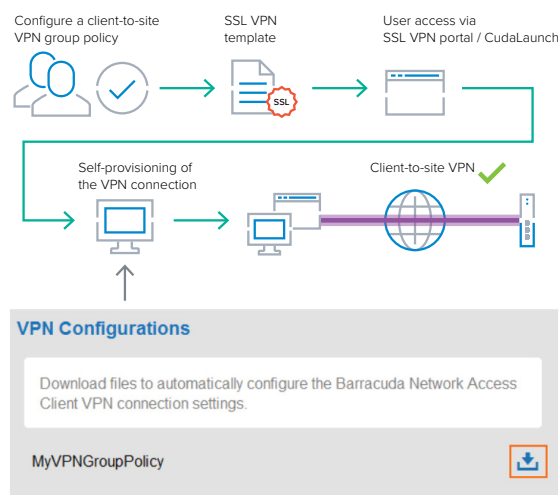 Configure a client-to-site
VPN group policy
SSL VPN
template
User access via
SSL VPN portal / CudaLaunch
SSL
Self-provisioning of
the VPN connection
Client-to-site VPN
VPN Configurations
Download files to automatically configure the Barracuda Network Access
Client VPN connection settings.
MyVPNGroupPolicy